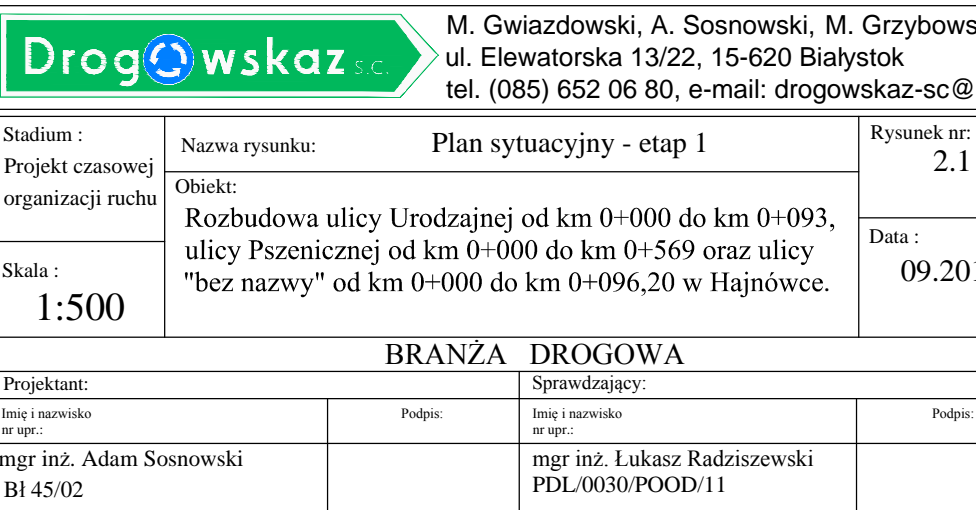 Drogowskaz s.c.
M. Gwiazdowski, A. Sosnowski, M. Grzybows
ul. Elewatorska 13/22, 15-620 Białystok
tel. (085) 652 06 80, e-mail: drogowskaz-sc@
Stadium :
Projekt czasowej
organizacji ruchu
Skala :
1:500
Nazwa rysunku: Plan sytuacyjny - etap 1
Obiekt:
Rozbudowa ulicy Urodzajnej od km 0+000 do km 0+093,
ulicy Pszenicznej od km 0+000 do km 0+569 oraz ulicy
"bez nazwy" od km 0+000 do km 0+096,20 w Hajnówce.
Rysunek nr:
2.1
Data :
09.201
BRANŻA DROGOWA
Projektant:
Sprawdzający:
Imię i nazwisko
nr upr.:
Podpis:
Imię i nazwisko
nr upr.:
Podpis:
mgr inż. Adam Sosnowski
Bł 45/02
mgr inż. Łukasz Radziszewski
PDL/0030/POOD/11